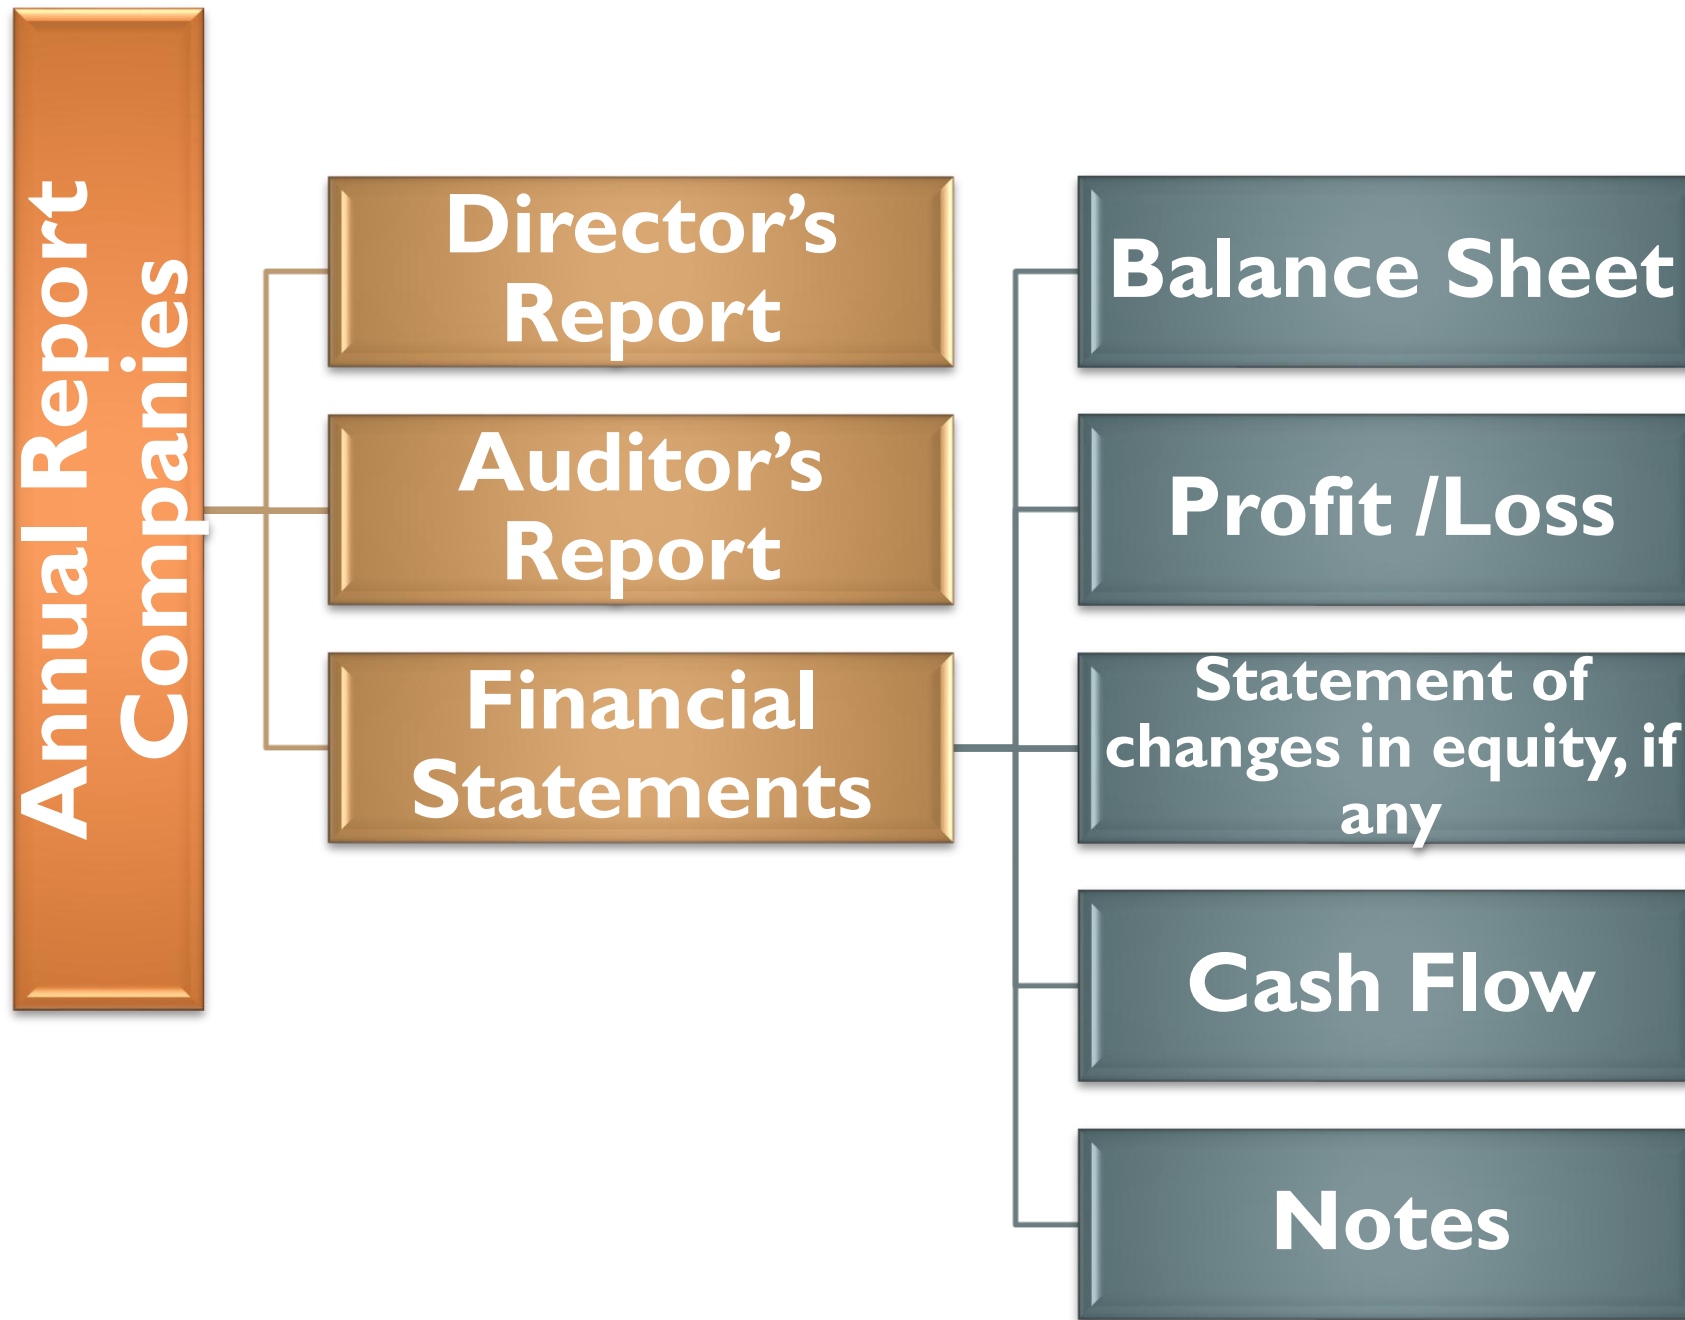 Annual Report
Companies
Director’s
Report
Auditor’s
Report
Financial
Statements
Balance Sheet
Profit /Loss
Statement of
changes in equity, if
any
Cash Flow
Notes